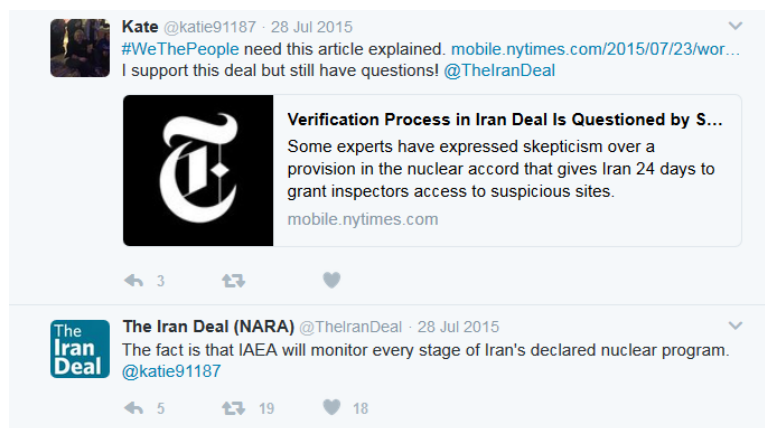 Kate @katie91187 · 28 Jul 2015
#WeThePeople need this article explained. mobile.nytimes.com/2015/07/23/wor...
I support this deal but still have questions! @TheIranDeal
Verification Process in Iran Deal Is Questioned by S...
Some experts have expressed skepticism over a
provision in the nuclear accord that gives Iran 24 days to
grant inspectors access to suspicious sites.
mobile.nytimes.com
3
The
Iran
Deal
The Iran Deal (NARA) @TheIranDeal · 28 Jul 2015
The fact is that IAEA will monitor every stage of Iran's declared nuclear program.
@katie91187
5 19 18